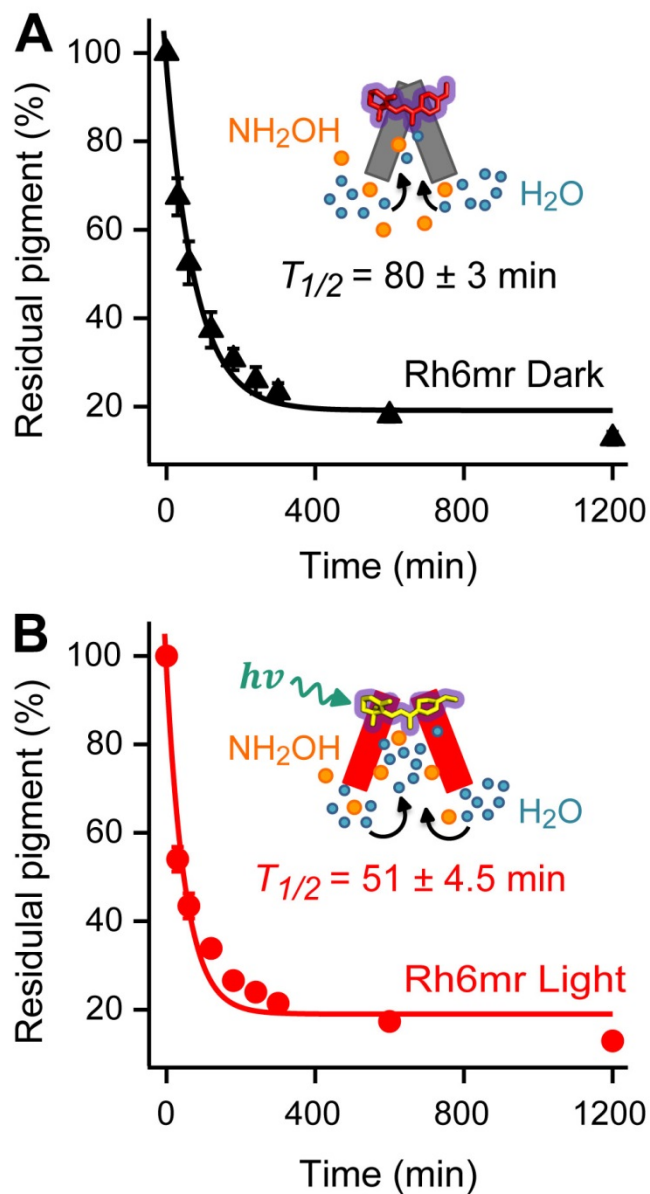 A
Residual pigment (%)
100
80
60
40
20
NH₂OH
H₂O
T₁/₂ = 80 ± 3 min
Rh6mr Dark
0
400
800
1200
Time (min)
B
Residulal pigment (%)
100
80
60
40
20
hν
NH₂OH
H₂O
T₁/₂ = 51 ± 4.5 min
Rh6mr Light
0
400
800
1200
Time (min)